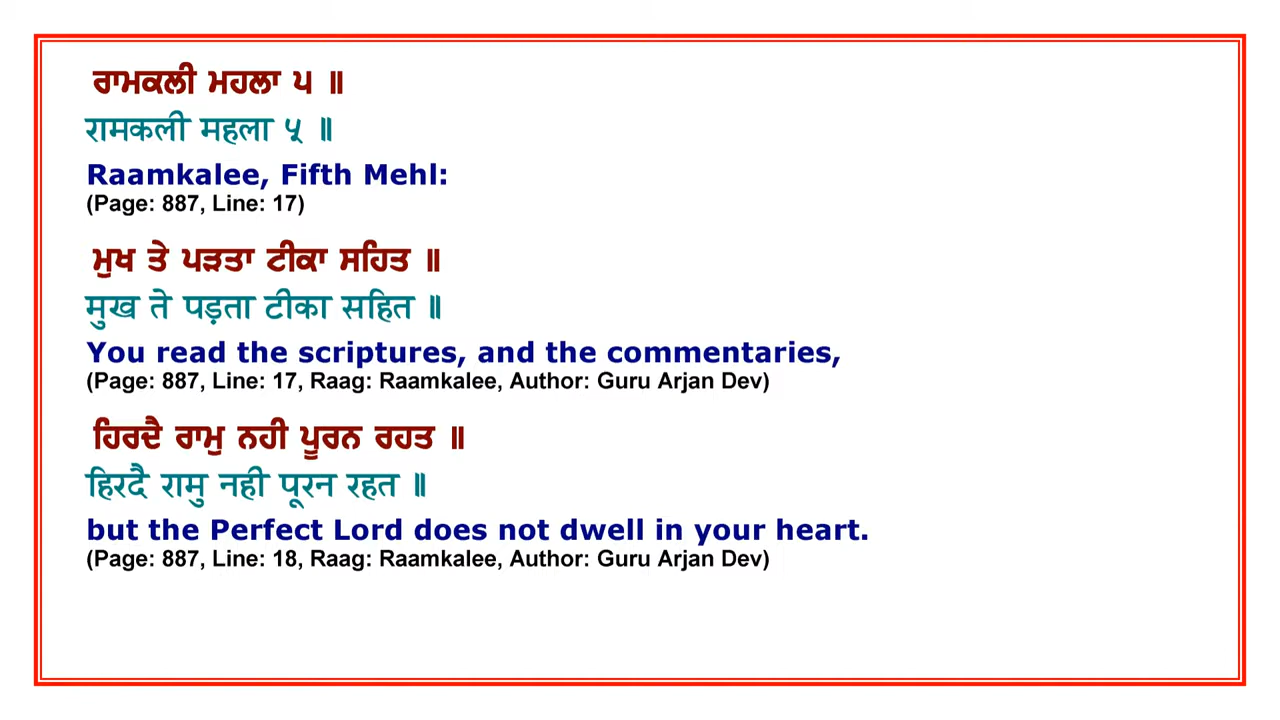 ਰਾਮਕਲੀ ਮਹਲਾ ੫ ॥
रामकली महला ५ ॥
Raamkalee, Fifth Mehl:
(Page: 887, Line: 17)
ਮੁਖ ਤੇ ਪੜਤਾ ਟੀਕਾ ਸਹਿਤ ॥
मुख ते पड़ता टीका सहित ॥
You read the scriptures, and the commentaries,
(Page: 887, Line: 17, Raag: Raamkalee, Author: Guru Arjan Dev)
ਹਿਰਦੈ ਰਾਮੁ ਨਹੀ ਪੂਰਨ ਰਹਤ ॥
हिरदै रामु नही पूरन रहत ॥
but the Perfect Lord does not dwell in your heart.
(Page: 887, Line: 18, Raag: Raamkalee, Author: Guru Arjan Dev)